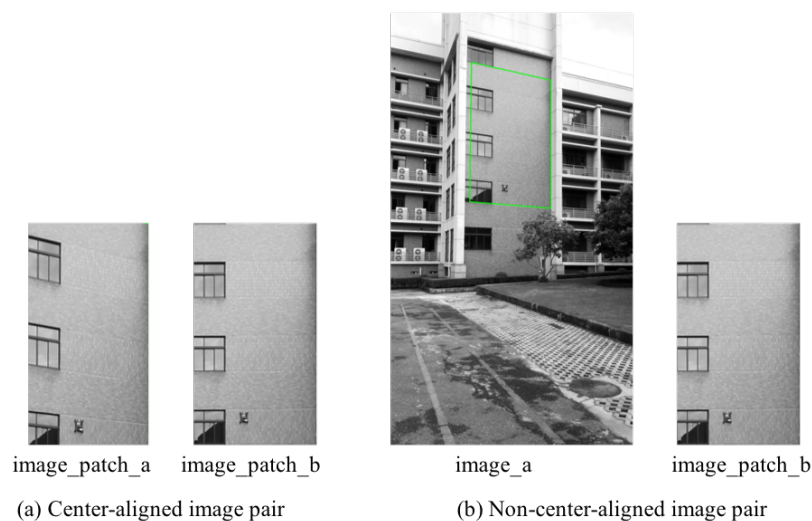 image_patch_a
image_patch_b
image_a
image_patch_b
(a) Center-aligned image pair
(b) Non-center-aligned image pair